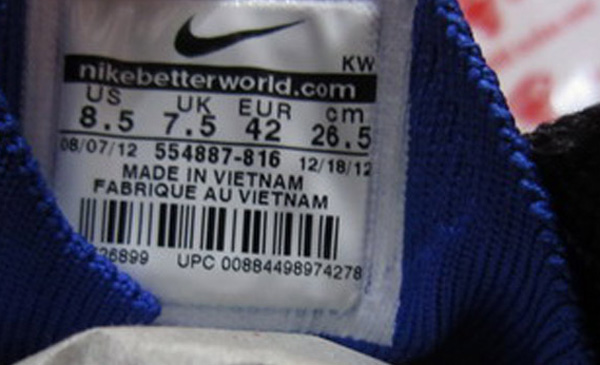 KW
nikebetterworld.com
US UK EUR cm
8.5 7.5 42 26.5
08/07/12 554887-816 12/18/12
MADE IN VIETNAM
FABRIQUE AU VIETNAM
36899 UPC 00884498974278